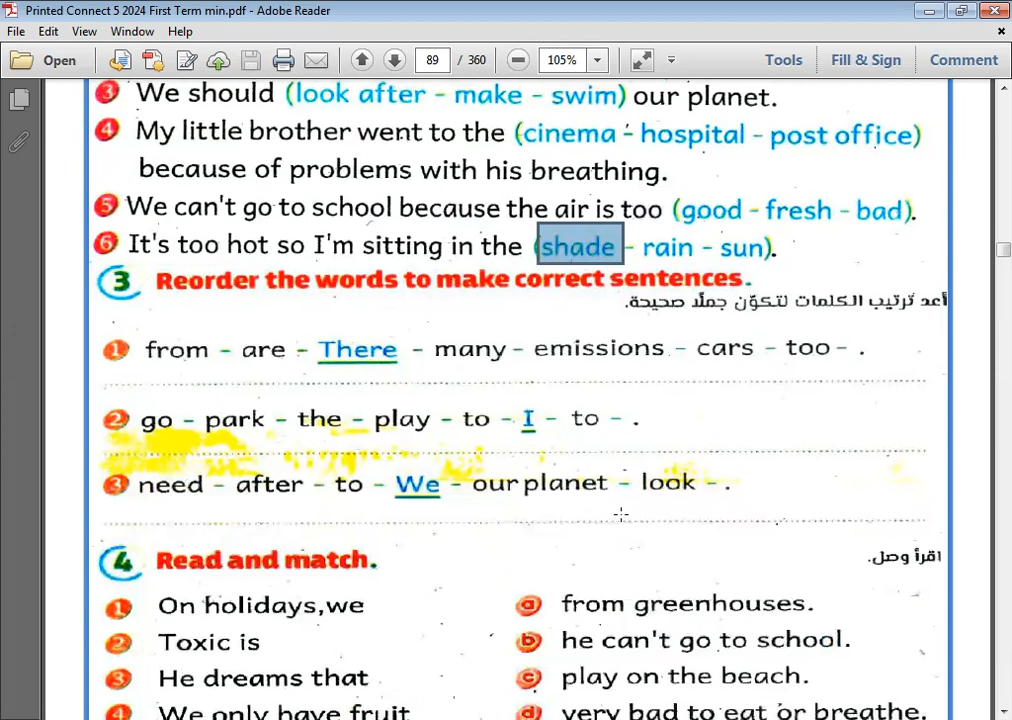 Printed Connect 5 2024 First Term min.pdf - Adobe Reader
File Edit View Window Help
Open 89 / 360 105% Tools Fill & Sign Comment
3 We should (look after - make - swim) our planet.
4 My little brother went to the (cinema - hospital - post office)
because of problems with his breathing.
5 We can't go to school because the air is too (good - fresh - bad).
6 It's too hot so I'm sitting in the (shade - rain - sun).
3 Reorder the words to make correct sentences.
أعد ترتيب الكلمات لتكوّن جملًا صحيحة.
1 from - are - There - many - emissions - cars - too - .
2 go - park - the - play - to - I - to - .
3 need - after - to - We - our planet - look - .
4 Read and match.
اقرأ وصل.
1 On holidays,we
a from greenhouses.
2 Toxic is
b he can't go to school.
3 He dreams that
c play on the beach.
4 We only have fruit
d very bad to eat or breathe.